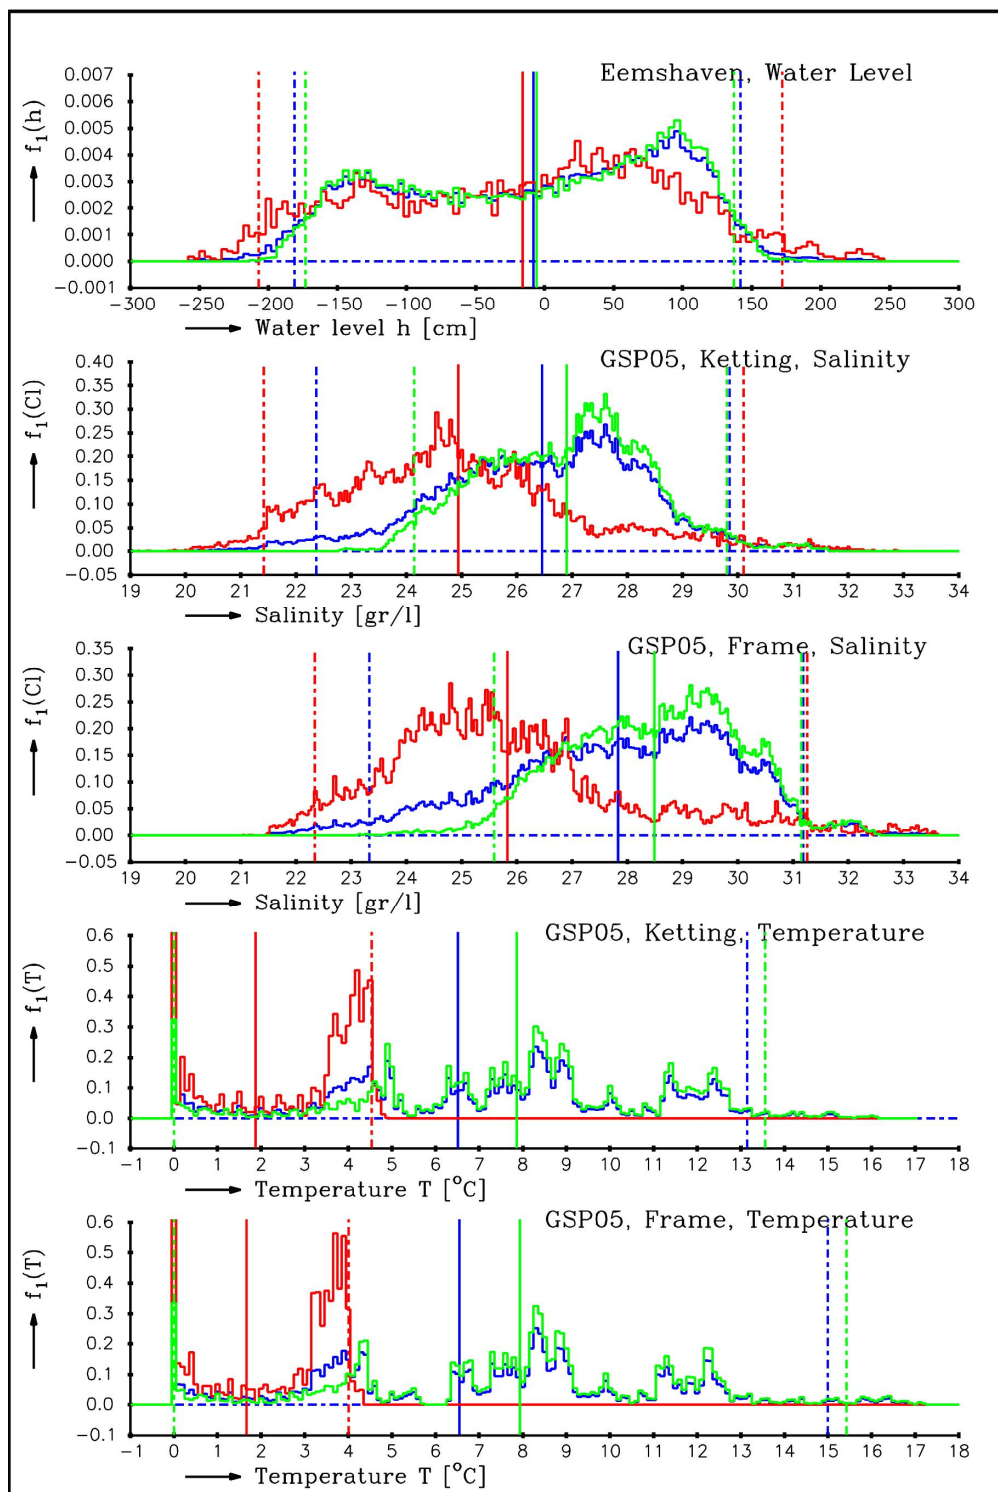 Eemshaven, Water Level
f1(h)
0.007
0.006
0.005
0.004
0.003
0.002
0.001
0.000
−0.001
−300 −250 −200 −150 −100 −50 0 50 100 150 200 250 300
Water level h [cm]
GSP05, Ketting, Salinity
f1(Cl)
0.40
0.35
0.30
0.25
0.20
0.15
0.10
0.05
0.00
−0.05
19 20 21 22 23 24 25 26 27 28 29 30 31 32 33 34
Salinity [gr/l]
GSP05, Frame, Salinity
f1(Cl)
0.35
0.30
0.25
0.20
0.15
0.10
0.05
0.00
−0.05
19 20 21 22 23 24 25 26 27 28 29 30 31 32 33 34
Salinity [gr/l]
GSP05, Ketting, Temperature
f1(T)
0.6
0.5
0.4
0.3
0.2
0.1
0.0
−0.1
−1 0 1 2 3 4 5 6 7 8 9 10 11 12 13 14 15 16 17 18
Temperature T [°C]
GSP05, Frame, Temperature
f1(T)
0.6
0.5
0.4
0.3
0.2
0.1
0.0
−0.1
−1 0 1 2 3 4 5 6 7 8 9 10 11 12 13 14 15 16 17 18
Temperature T [°C]